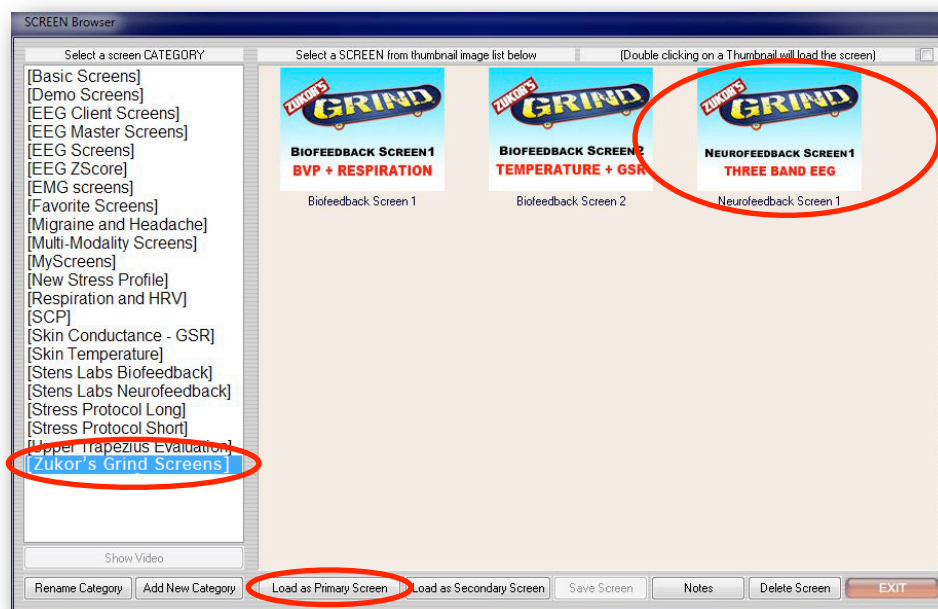 SCREEN Browser
Select a screen CATEGORY
Select a SCREEN from thumbnail image list below
(Double clicking on a Thumbnail will load the screen)
[Basic Screens]
[Demo Screens]
[EEG Client Screens]
[EEG Master Screens]
[EEG Screens]
[EEG ZScore]
[EMG screens]
[Favorite Screens]
[Migraine and Headache]
[Multi-Modality Screens]
[MyScreens]
[New Stress Profile]
[Respiration and HRV]
[SCP]
[Skin Conductance - GSR]
[Skin Temperature]
[Stens Labs Biofeedback]
[Stens Labs Neurofeedback]
[Stress Protocol Long]
[Stress Protocol Short]
[Upper Trapezius Evaluation]
[Zukor's Grind Screens]
ZUKOR'S
GRIND
BIOFEEDBACK SCREEN1
BVP + RESPIRATION
Biofeedback Screen 1
ZUKOR'S
GRIND
BIOFEEDBACK SCREEN2
TEMPERATURE + GSR
Biofeedback Screen 2
ZUKOR'S
GRIND
NEUROFEEDBACK SCREEN1
THREE BAND EEG
Neurofeedback Screen 1
Show Video
Rename Category
Add New Category
Load as Primary Screen
Load as Secondary Screen
Save Screen
Notes
Delete Screen
EXIT